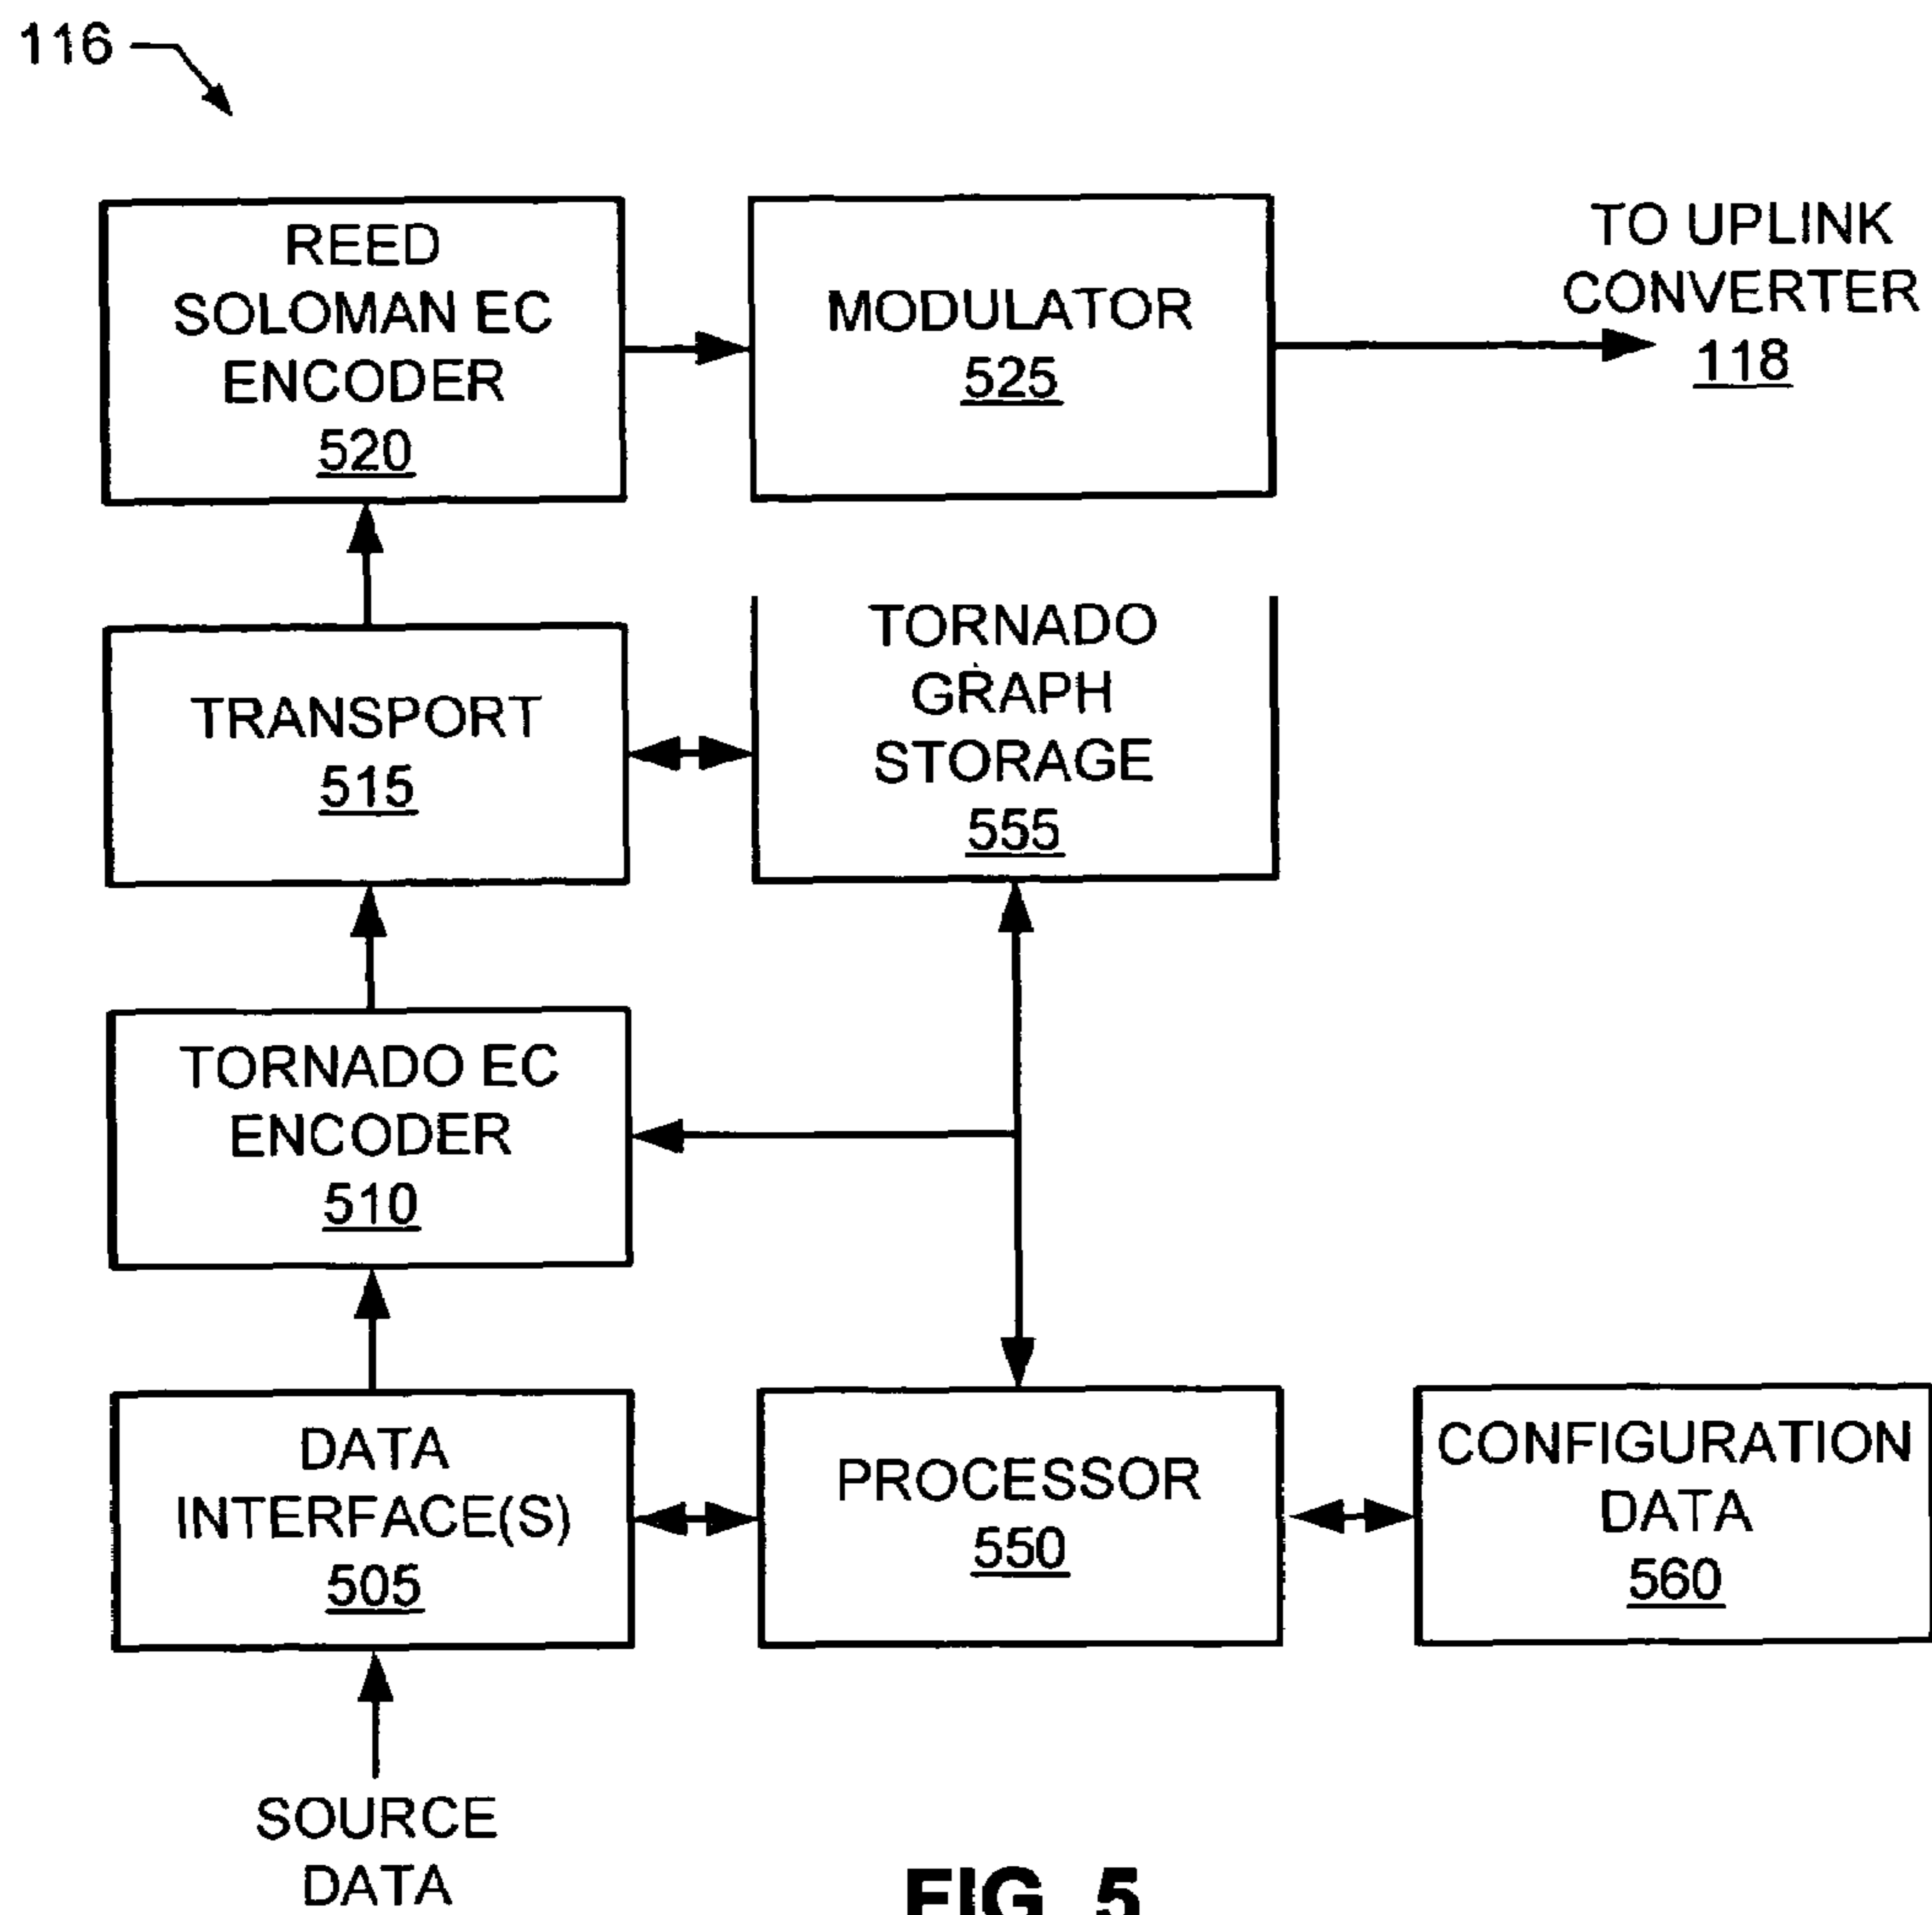 116
REED
SOLOMAN EC
ENCODER
520
MODULATOR
525
TO UPLINK
CONVERTER
118
TRANSPORT
515
TORNADO
GRAPH
STORAGE
555
TORNADO EC
ENCODER
510
DATA
INTERFACE(S)
505
PROCESSOR
550
CONFIGURATION
DATA
560
SOURCE
DATA
FIG. 5